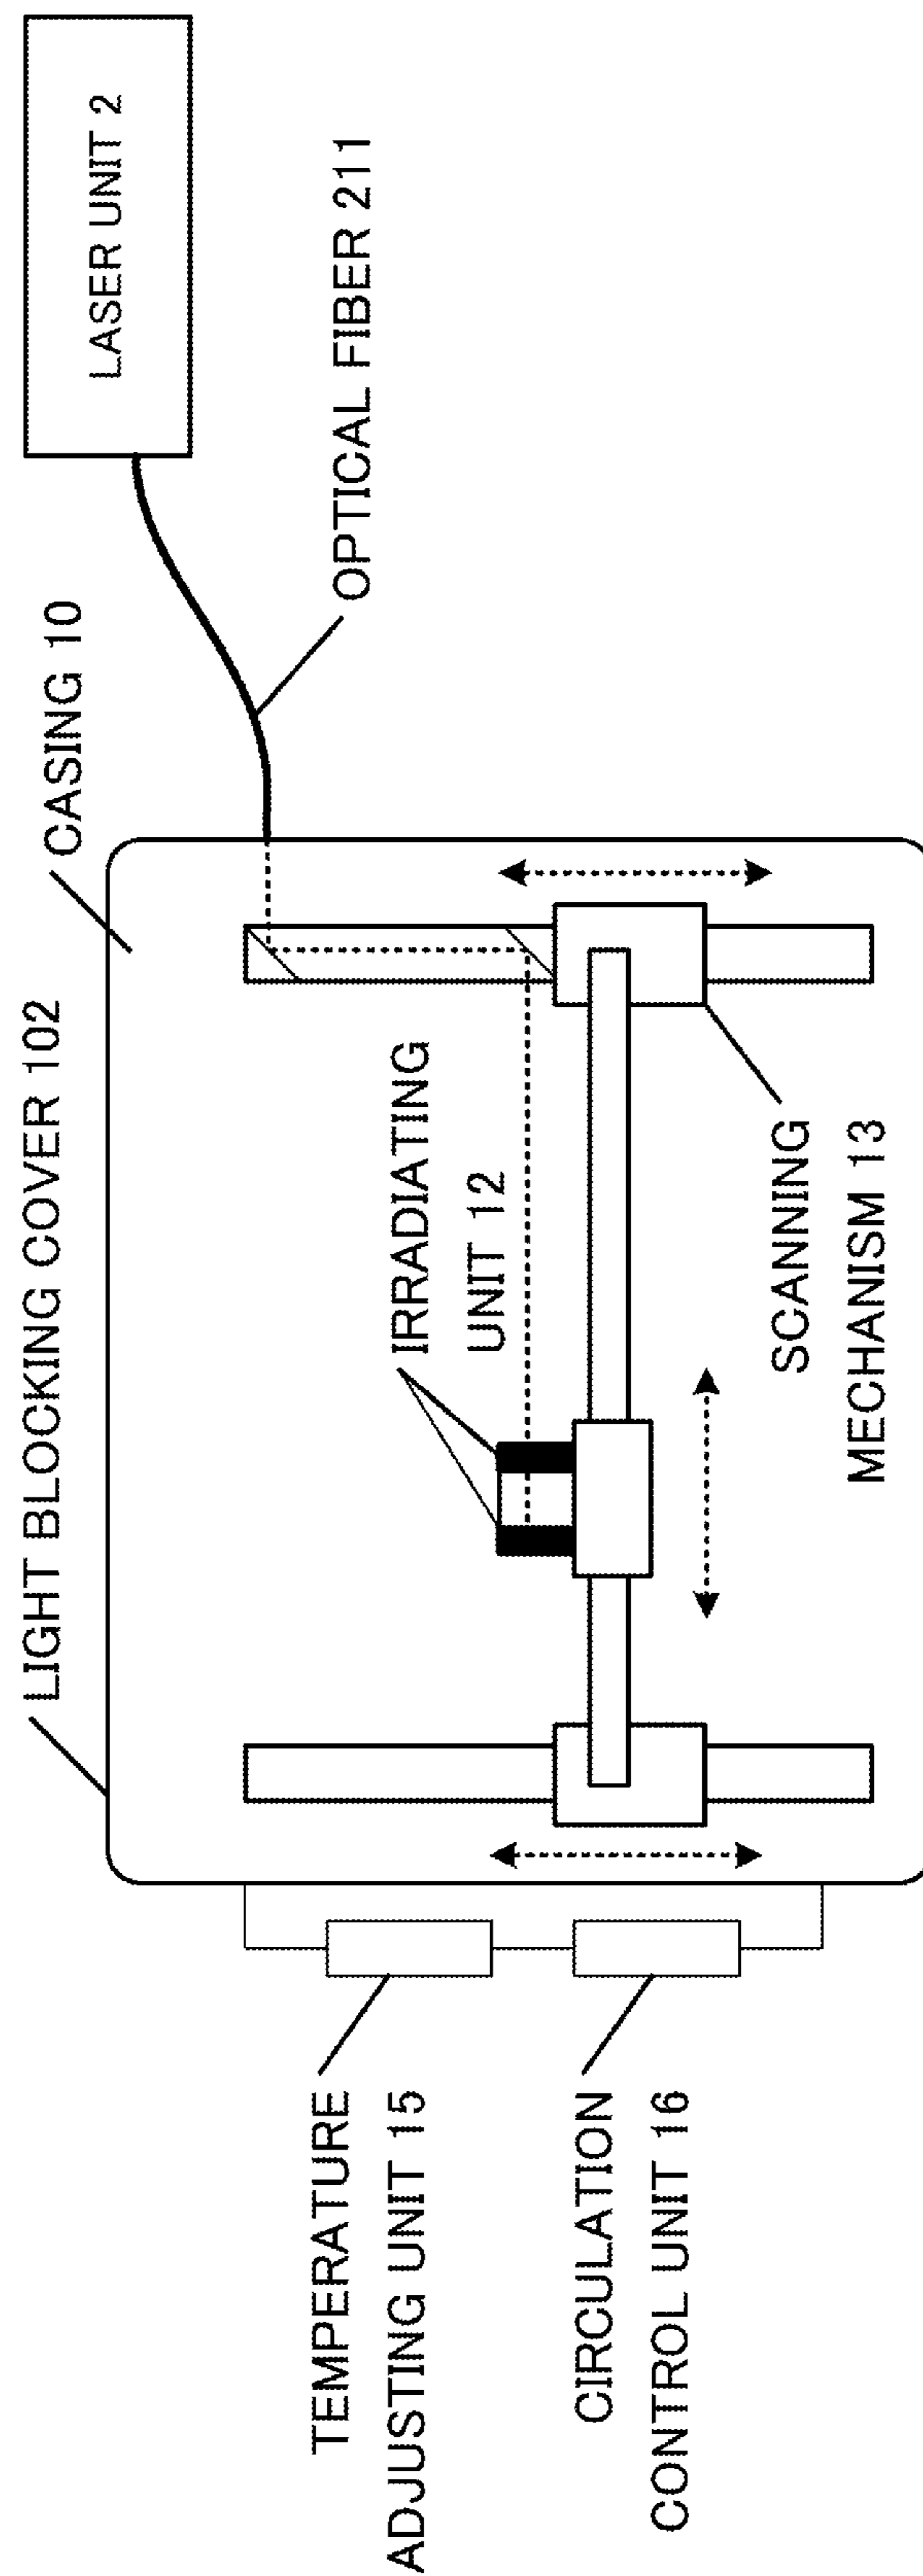 LIGHT BLOCKING COVER 102
CASING 10
LASER UNIT 2
OPTICAL FIBER 211
IRRADIATING
UNIT 12
SCANNING
MECHANISM 13
TEMPERATURE
ADJUSTING UNIT 15
CIRCULATION
CONTROL UNIT 16